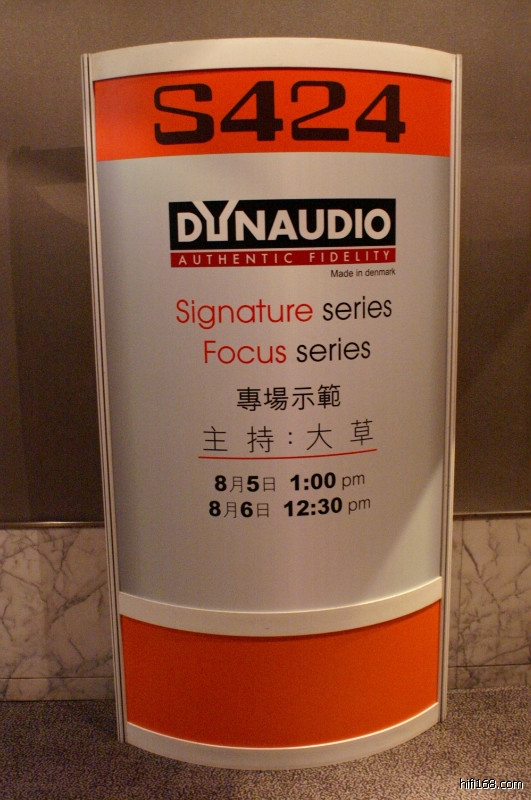 S424
DYNAUDIO
AUTHENTIC FIDELITY
Made in denmark
Signature series
Focus series
專場示範
主持：大草
8月5日 1:00 pm
8月6日 12:30 pm
hifi168.com